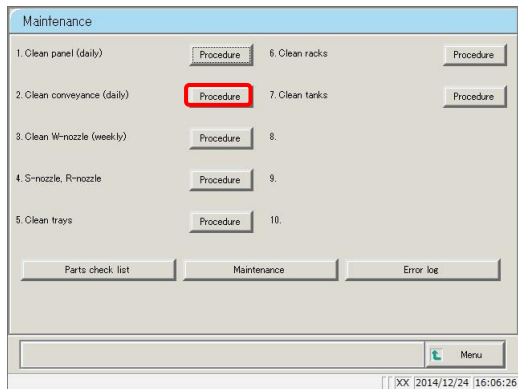 Maintenance
1. Clean panel (daily) Procedure 6. Clean racks Procedure
2. Clean conveyance (daily) Procedure 7. Clean tanks Procedure
3. Clean W-nozzle (weekly) Procedure 8.
4. S-nozzle, R-nozzle Procedure 9.
5. Clean trays Procedure 10.
Parts check list Maintenance Error log
Menu
XX 2014/12/24 16:06:26